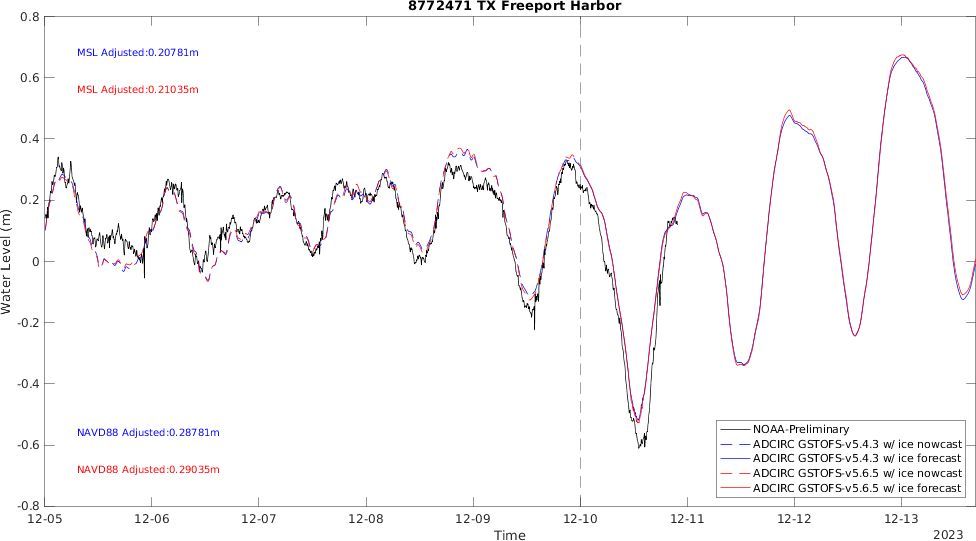 8772471 TX Freeport Harbor
0.8
0.6
0.4
0.2
0
-0.2
-0.4
-0.6
-0.8
Water Level (m)
MSL Adjusted:0.20781m
MSL Adjusted:0.21035m
NAVD88 Adjusted:0.28781m
NAVD88 Adjusted:0.29035m
NOAA-Preliminary
ADCIRC GSTOFS-v5.4.3 w/ ice nowcast
ADCIRC GSTOFS-v5.4.3 w/ ice forecast
ADCIRC GSTOFS-v5.6.5 w/ ice nowcast
ADCIRC GSTOFS-v5.6.5 w/ ice forecast
12-05 12-06 12-07 12-08 12-09 12-10 12-11 12-12 12-13
Time
2023